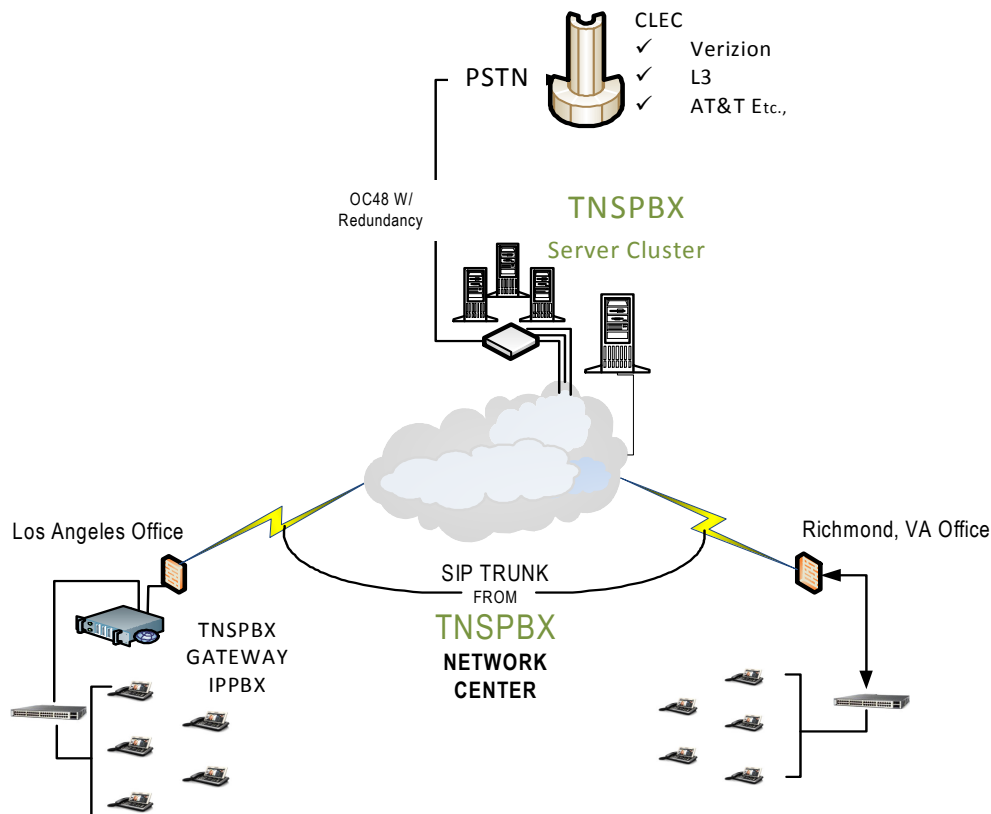 CLEC
✓ Verizion
✓ L3
✓ AT&T Etc.,
PSTN
OC48 W/
Redundancy
TNSPBX
Server Cluster
Los Angeles Office
Richmond, VA Office
SIP TRUNK
FROM
TNSPBX
NETWORK
CENTER
TNSPBX
GATEWAY
IPPBX